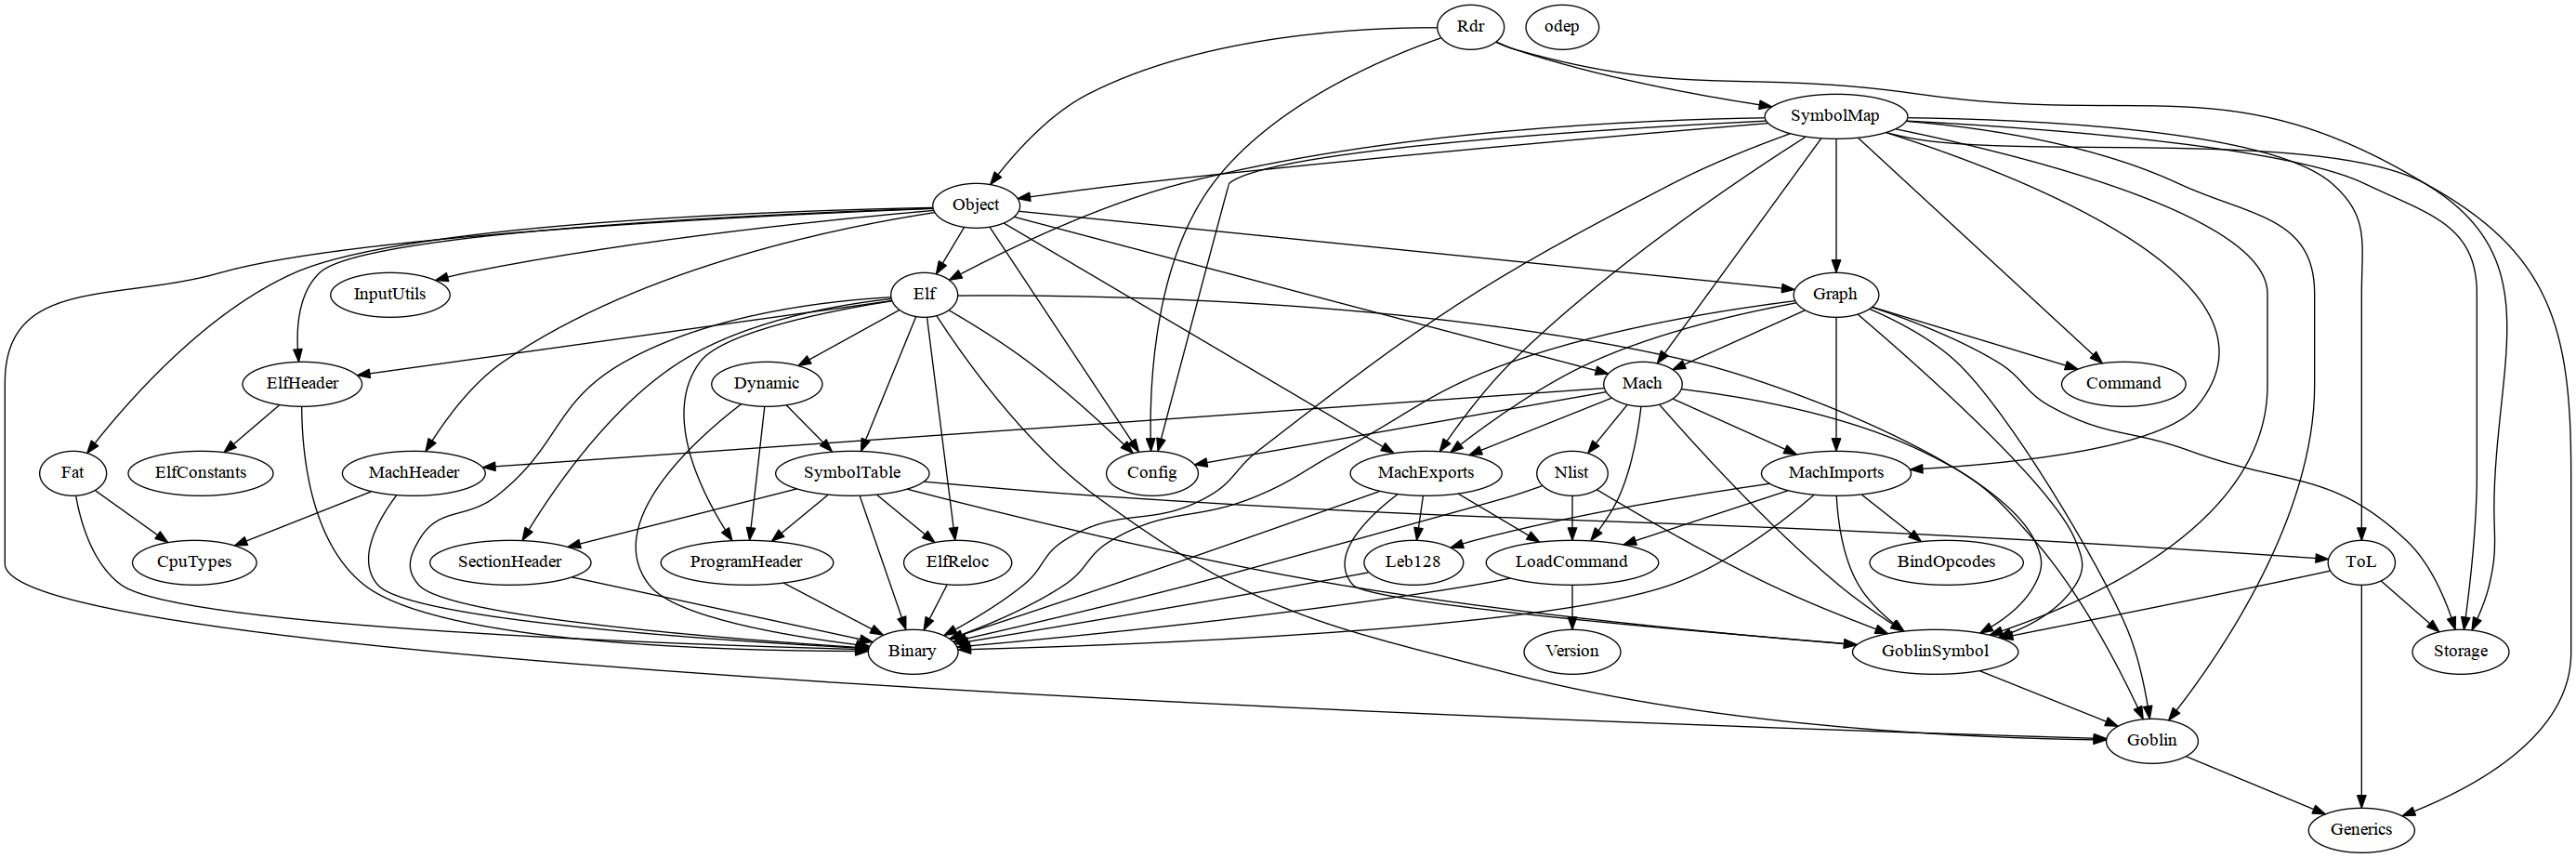 Rdr
odep
SymbolMap
Object
InputUtils
Elf
Graph
ElfHeader
Dynamic
Mach
Command
Fat
ElfConstants
MachHeader
SymbolTable
Config
MachExports
Nlist
MachImports
CpuTypes
SectionHeader
ProgramHeader
ElfReloc
Leb128
LoadCommand
BindOpcodes
ToL
Binary
Version
GoblinSymbol
Storage
Goblin
Generics